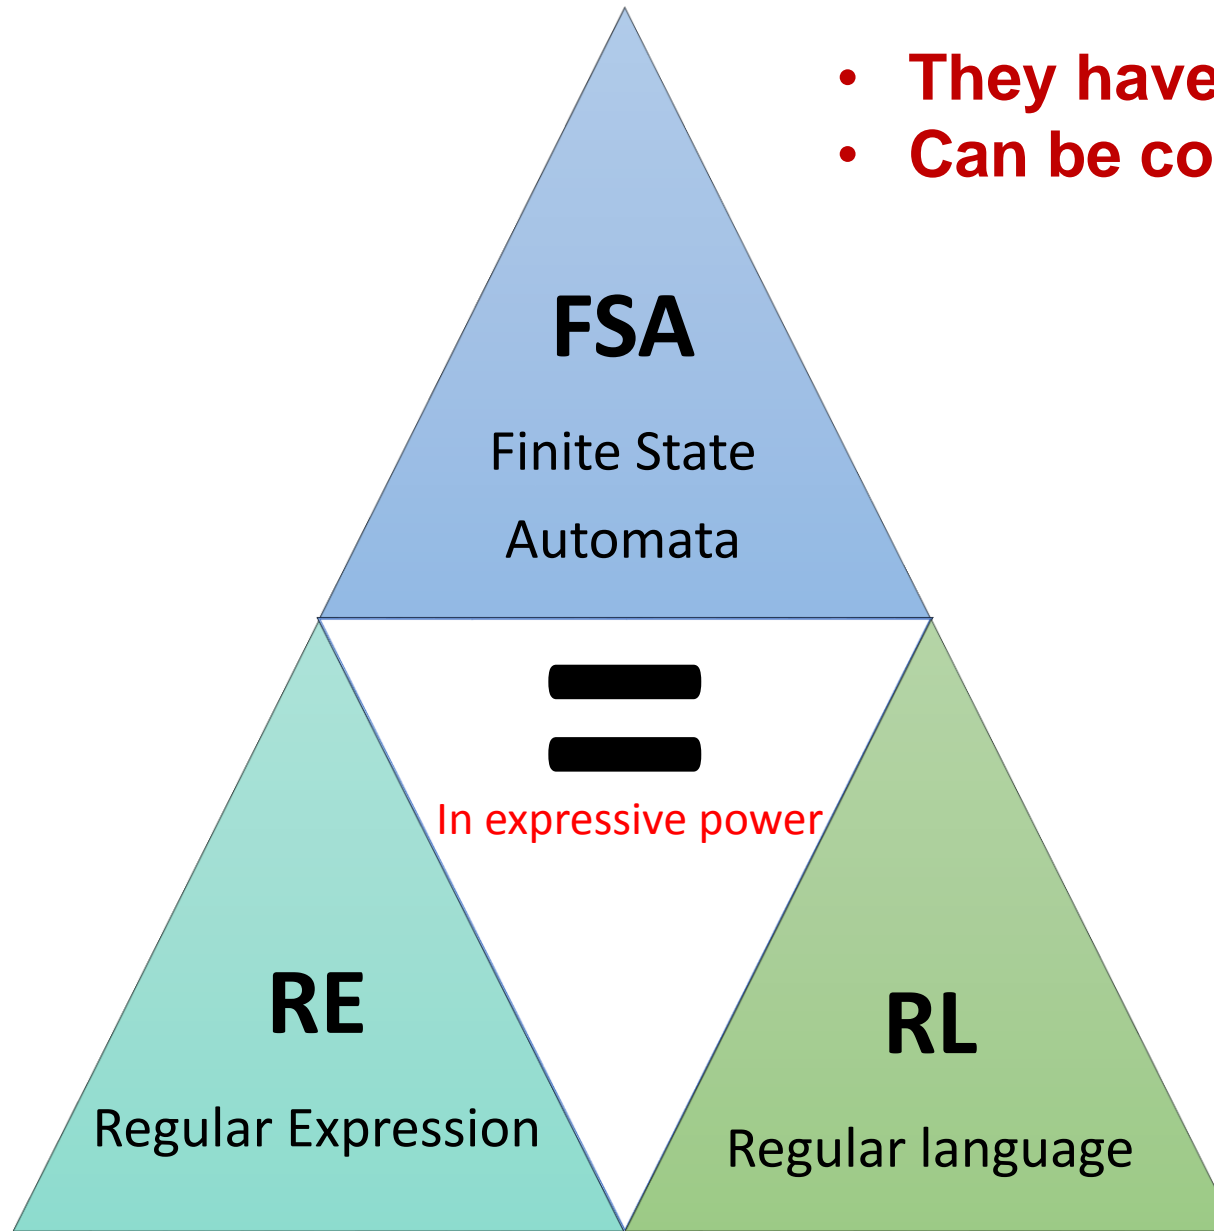 • They have
• Can be co
FSA
Finite State
Automata
=
In expressive power
RE
Regular Expression
RL
Regular language